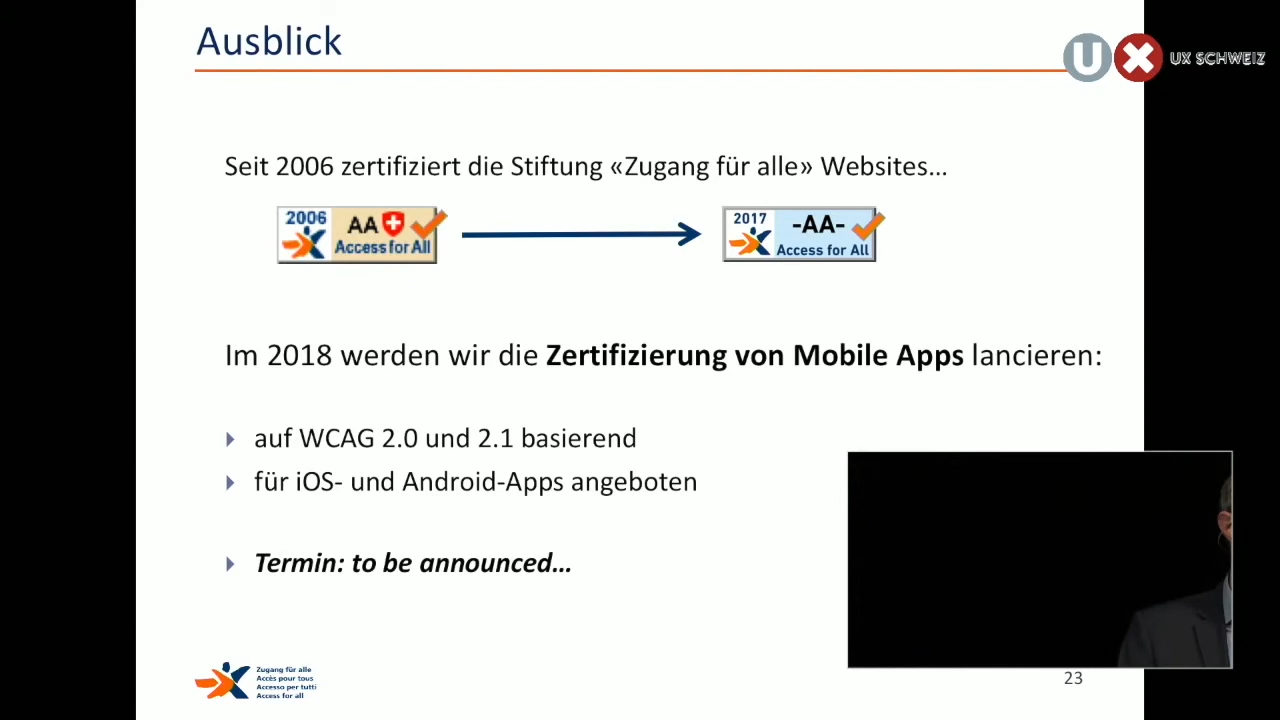 Ausblick
U
UX SCHWEIZ
Seit 2006 zertifiziert die Stiftung «Zugang für alle» Websites…
2006 AA
Access for All
2017 -AA-
Access for All
Im 2018 werden wir die Zertifizierung von Mobile Apps lancieren:
auf WCAG 2.0 und 2.1 basierend
für iOS- und Android-Apps angeboten
Termin: to be announced…
Zugang für alle
Accès pour tous
Accesso per tutti
Access for all
23